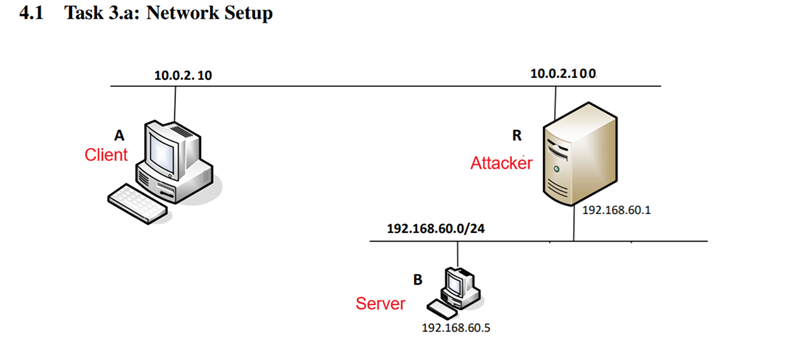 4.1 Task 3.a: Network Setup
10.0.2.10
10.0.2.100
A
Client
R
Attacker
192.168.60.1
192.168.60.0/24
B
Server
192.168.60.5